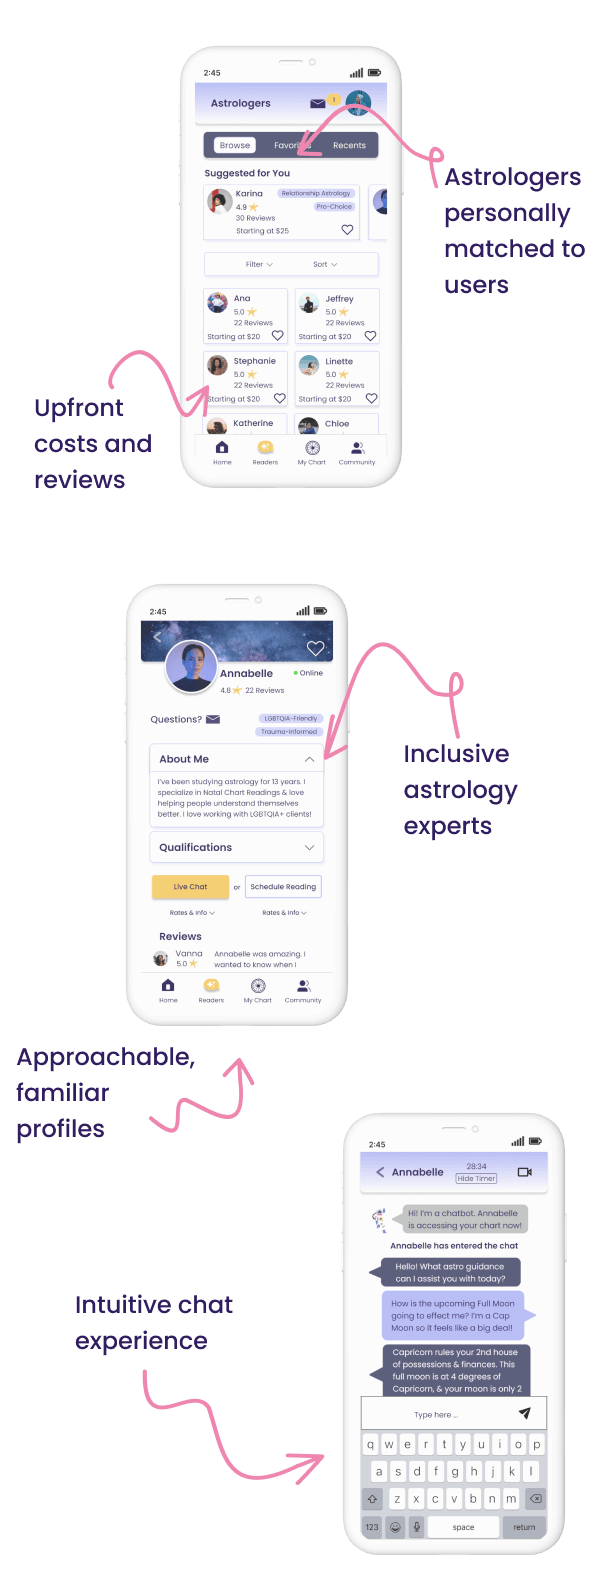 2:45
Astrologers
1
Browse Favorites Recents
Suggested for You
Karina Relationship Astrology
4.9 Pro-Choice
30 Reviews
Starting at $25
Filter Sort
Ana
5.0
22 Reviews
Starting at $20
Jeffrey
5.0
22 Reviews
Starting at $20
Stephanie
5.0
22 Reviews
Starting at $20
Linette
5.0
22 Reviews
Starting at $20
Katherine Chloe
Home Readers My Chart Community
Astrologers
personally
matched to
users
Upfront
costs and
reviews
2:45
Annabelle Online
4.8 22 Reviews
Questions? LGBTQIA-Friendly
Trauma-Informed
About Me
I've been studying astrology for 13 years. I
specialize in Natal Chart Readings & love
helping people understand themselves
better. I love working with LGBTQIA+ clients!
Qualifications
Live Chat or Schedule Reading
Rates & Info Rates & Info
Reviews
Vanna
5.0
Annabelle was amazing. I
wanted to know when I
Home Readers My Chart Community
Inclusive
astrology
experts
Approachable,
familiar
profiles
2:45
Annabelle 28:34
Hide Timer
Hi! I'm a chatbot. Annabelle
is accessing your chart now!
Annabelle has entered the chat
Hello! What astro guidance
can I assist you with today?
How is the upcoming Full Moon
going to effect me? I'm a Cap
Moon so it feels like a big deal!
Capricorn rules your 2nd house
of possessions & finances. This
full moon is at 4 degrees of
Capricorn, & your moon is only 2
Type here ...
q w e r t y u i o p
a s d f g h j k l
z x c v b n m
123 space return
Intuitive chat
experience